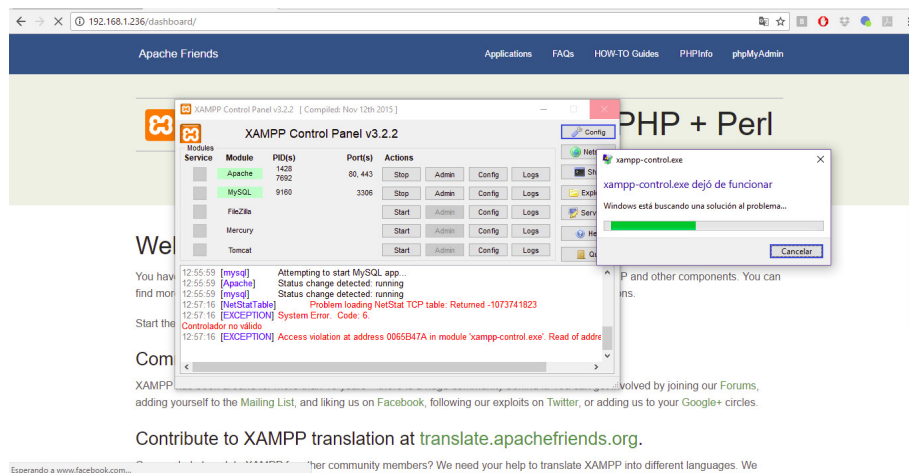 192.168.1.236/dashboard/
Apache Friends
Applications FAQs HOW-TO Guides PHPInfo phpMyAdmin
PHP + Perl
XAMPP Control Panel v3.2.2 [ Compiled: Nov 12th 2015 ]
XAMPP Control Panel v3.2.2
Config
Modules
Service Module PID(s) Port(s) Actions
Apache 1428 7692 80, 443 Stop Admin Config Logs
MySQL 9160 3306 Stop Admin Config Logs
FileZilla Start Admin Config Logs
Mercury Start Admin Config Logs
Tomcat Start Admin Config Logs
xampp-control.exe
xampp-control.exe dejó de funcionar
Windows está buscando una solución al problema...
Cancelar
12:55:59 [mysql] Attempting to start MySQL app...
12:55:59 [Apache] Status change detected: running
12:55:59 [mysql] Status change detected: running
12:57:16 [NetStatTable] Problem loading NetStat TCP table: Returned -1073741823
12:57:16 [EXCEPTION] System Error. Code: 6.
Controlador no válido
12:57:16 [EXCEPTION] Access violation at address 0065B47A in module 'xampp-control.exe'. Read of addre
Wel
You hav
P and other components. You can
find mor
ns.
Start the
Com
XAMPP
volved by joining our Forums,
adding yourself to the Mailing List, and liking us on Facebook, following our exploits on Twitter, or adding us to your Google+ circles.
Contribute to XAMPP translation at translate.apachefriends.org.
her community members? We need your help to translate XAMPP into different languages. We
Esperando a www.facebook.com...